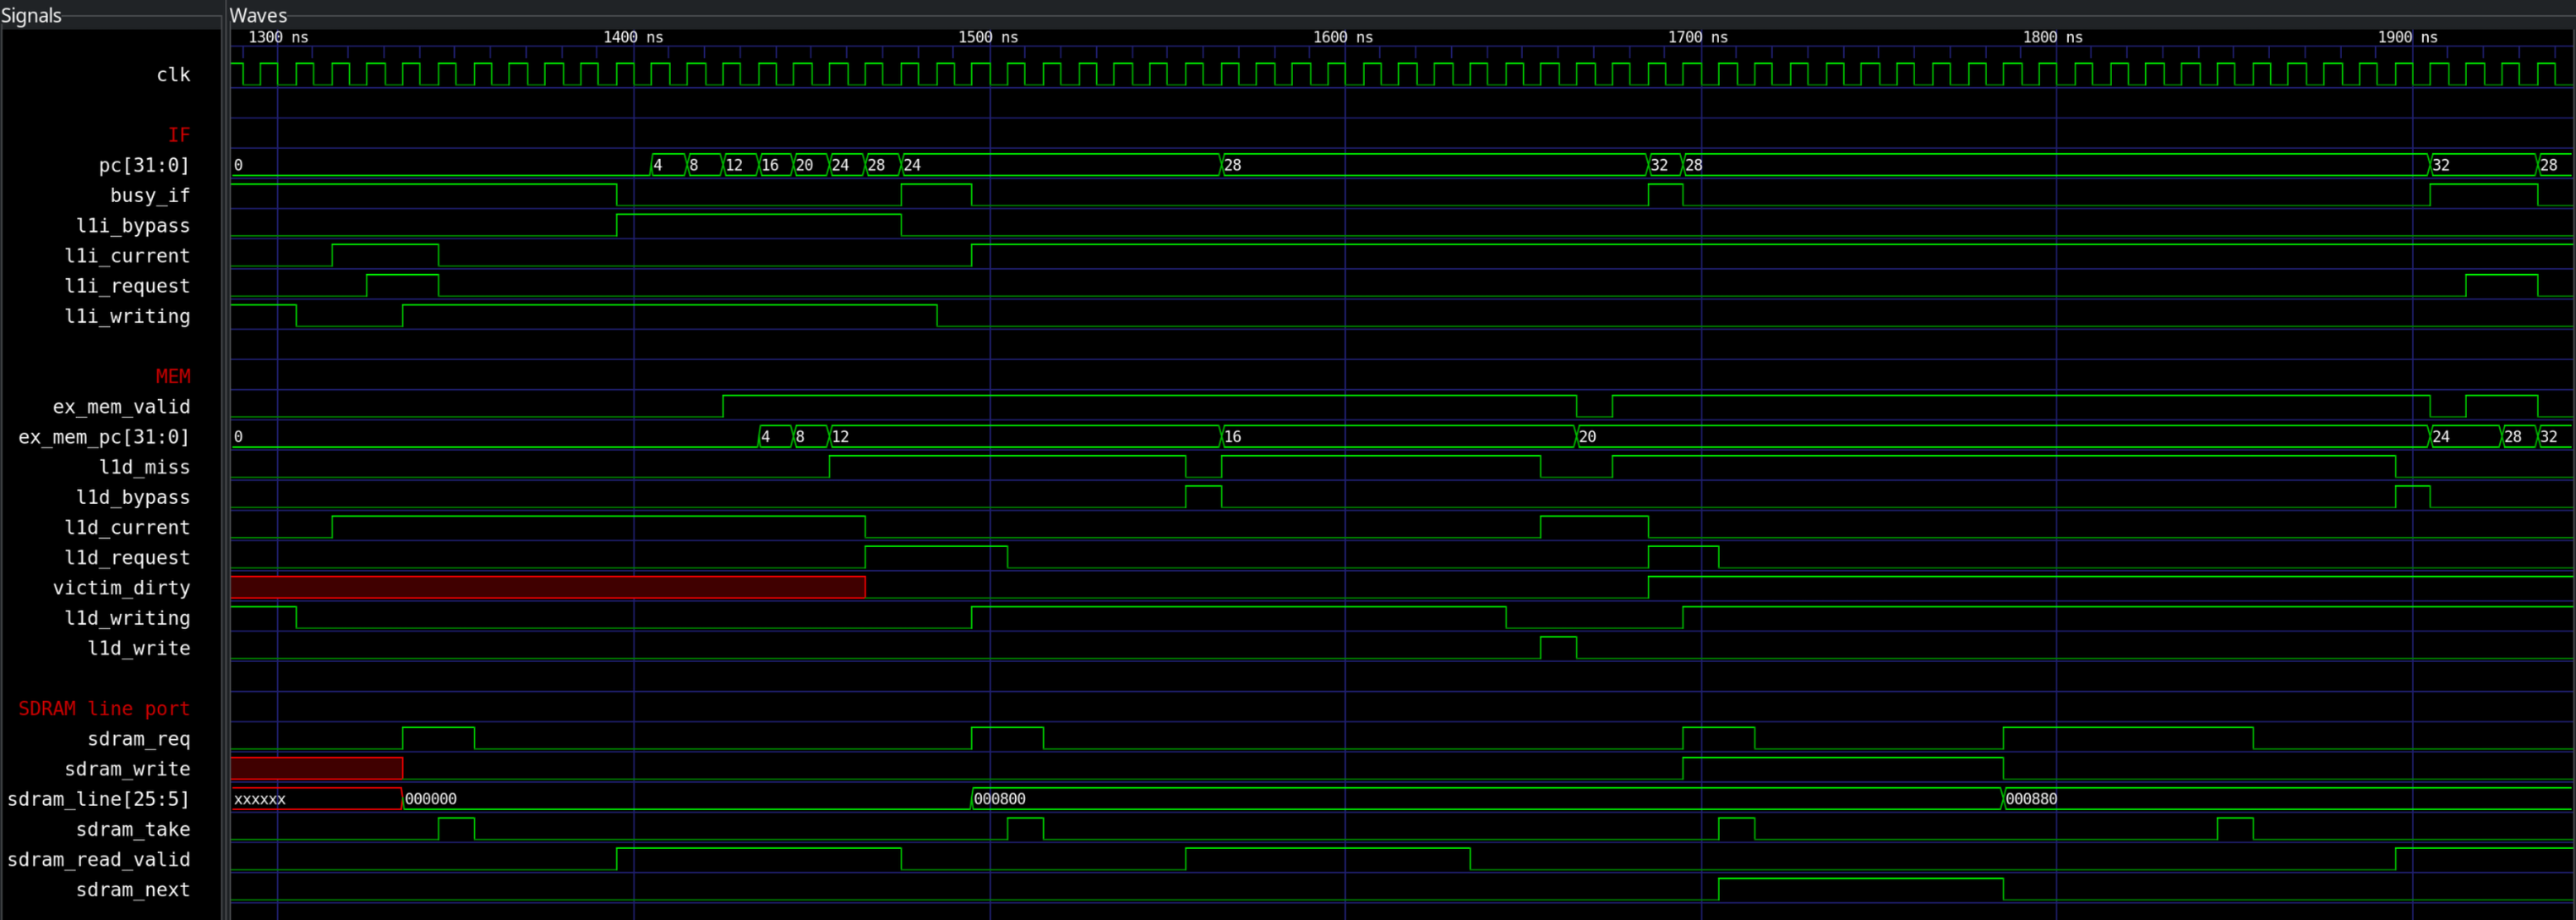 Signals Waves
1300 ns 1400 ns 1500 ns 1600 ns 1700 ns 1800 ns 1900 ns
clk
IF
pc[31:0] 0 4 8 12 16 20 24 28 24 28 32 28 32 28
busy_if
l1i_bypass
l1i_current
l1i_request
l1i_writing
MEM
ex_mem_valid
ex_mem_pc[31:0] 0 4 8 12 16 20 24 28 32
l1d_miss
l1d_bypass
l1d_current
l1d_request
victim_dirty
l1d_writing
l1d_write
SDRAM line port
sdram_req
sdram_write
sdram_line[25:5] xxxxxx 000000 000800 000880
sdram_take
sdram_read_valid
sdram_next